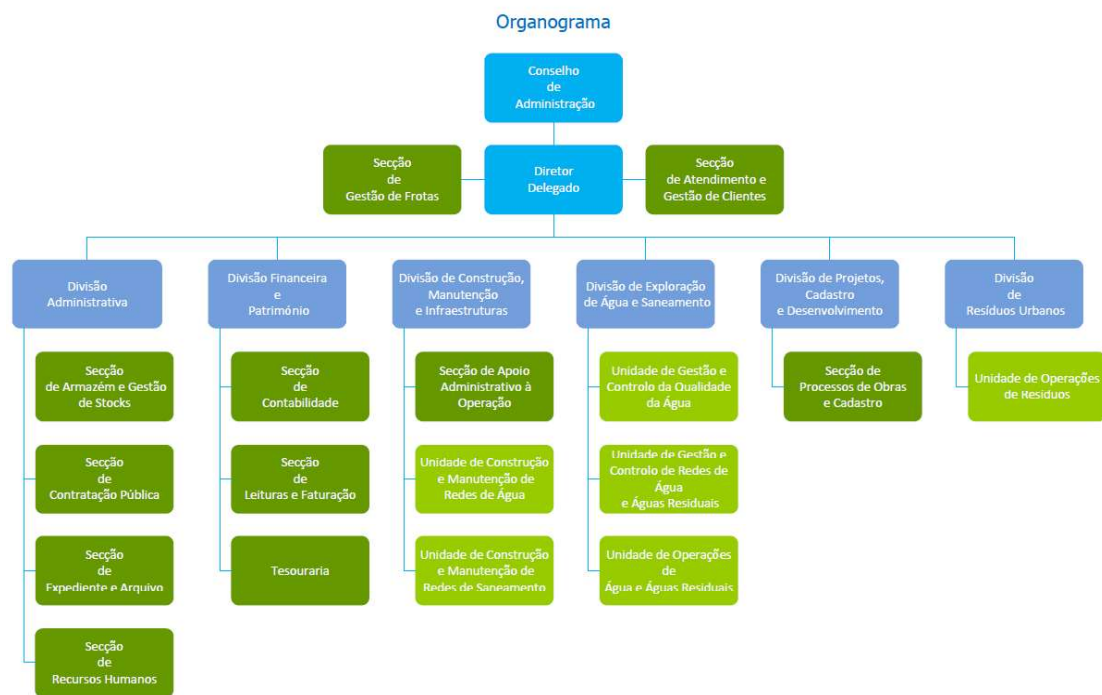 Organograma
Conselho
de
Administração
Secção
de
Gestão de Frotas
Diretor
Delegado
Secção
de Atendimento e
Gestão de Clientes
Divisão
Administrativa
Divisão Financeira
e
Património
Divisão de Construção,
Manutenção
e Infraestruturas
Divisão de Exploração
de Água e Saneamento
Divisão de Projetos,
Cadastro
e Desenvolvimento
Divisão
de
Resíduos Urbanos
Secção
de Armazém e Gestão
de Stocks
Secção
de
Contabilidade
Secção de Apoio
Administrativo à
Operação
Unidade de Gestão e
Controlo da Qualidade
da Água
Secção de
Processos de Obras
e Cadastro
Unidade de Operações
de Resíduos
Secção
de
Contratação Pública
Secção
de
Leituras e Faturação
Unidade de Construção
e Manutenção de
Redes de Água
Unidade de Gestão e
Controlo de Redes de
Água
e Águas Residuais
Secção
de
Expediente e Arquivo
Tesouraria
Unidade de Construção
e Manutenção de
Redes de Saneamento
Unidade de Operações
de
Água e Águas Residuais
Secção
de
Recursos Humanos